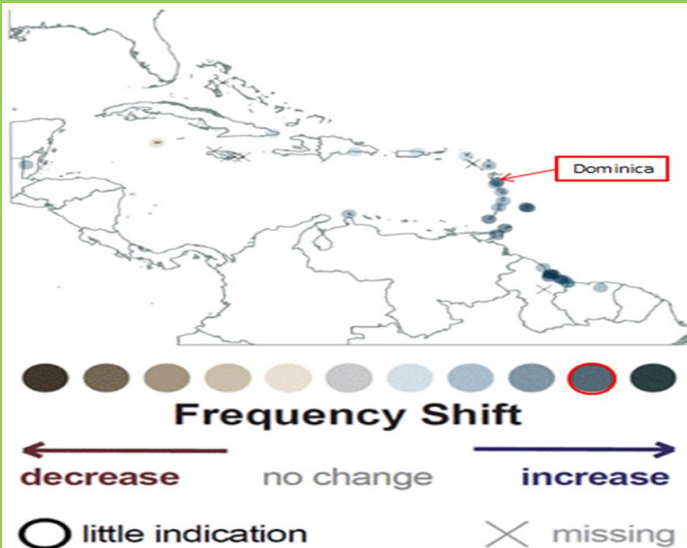 Dominica
Frequency Shift
decrease no change increase
little indication missing